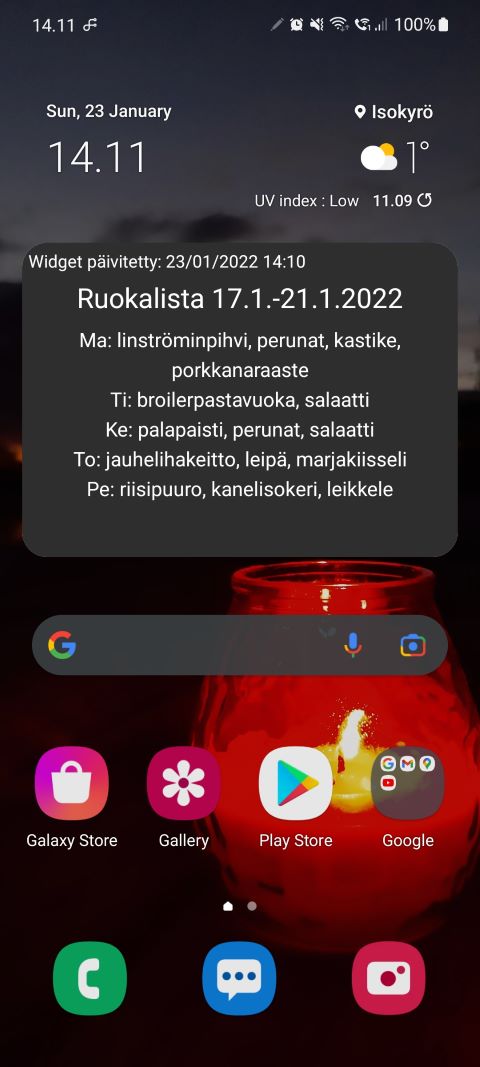 14.11
100%
Sun, 23 January
Isokyrö
14.11
1°
UV index : Low 11.09
Widget päivitetty: 23/01/2022 14:10
Ruokalista 17.1.-21.1.2022
Ma: linströminpihvi, perunat, kastike,
porkkanaraaste
Ti: broilerpastavuoka, salaatti
Ke: palapaisti, perunat, salaatti
To: jauhelihakeitto, leipä, marjakiisseli
Pe: riisipuuro, kanelisokeri, leikkele
Galaxy Store
Gallery
Play Store
Google